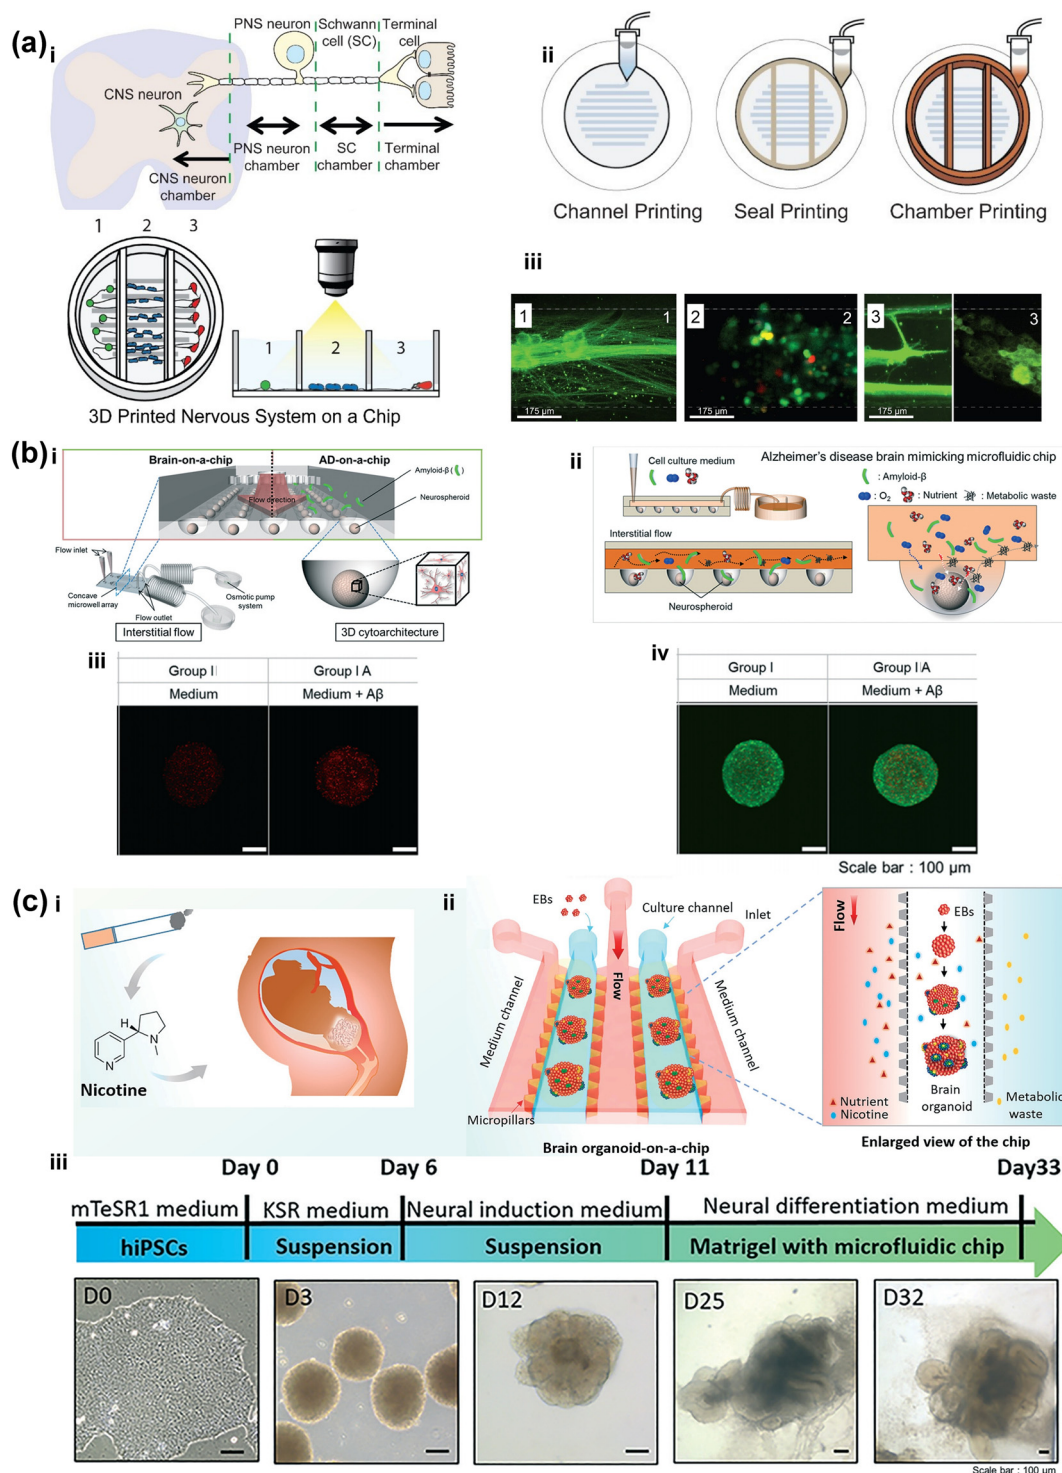 (a) i
PNS neuron
Schwann cell (SC)
Terminal cell
CNS neuron
PNS neuron chamber
SC chamber
Terminal chamber
CNS neuron chamber
1 2 3
1 2 3
3D Printed Nervous System on a Chip
ii
Channel Printing
Seal Printing
Chamber Printing
iii
1 1
2 2
3 3
175 µm
175 µm
175 µm
(b) i
Brain-on-a-chip
AD-on-a-chip
Amyloid-β ( )
Flow direction
Neurospheroid
Flow inlet
Concave microwell array
Osmotic pump system
Flow outlet
Interstitial flow
3D cytoarchitecture
ii
Cell culture medium
Alzheimer's disease brain mimicking microfluidic chip
: Amyloid-β
: O2
: Nutrient
: Metabolic waste
Interstitial flow
Neurospheroid
iii
Group I
Group I A
Medium
Medium + Aβ
iv
Group I
Group I A
Medium
Medium + Aβ
Scale bar : 100 µm
(c) i
H
N
N
Nicotine
ii
EBs
Culture channel
Inlet
Flow
Medium channel
Medium channel
Micropillars
Brain organoid-on-a-chip
Flow
EBs
Brain organoid
Nutrient
Nicotine
Metabolic waste
Enlarged view of the chip
iii
Day 0
Day 6
Day 11
Day33
mTeSR1 medium
KSR medium
Neural induction medium
Neural differentiation medium
hiPSCs
Suspension
Suspension
Matrigel with microfluidic chip
D0
D3
D12
D25
D32
Scale bar : 100 µm